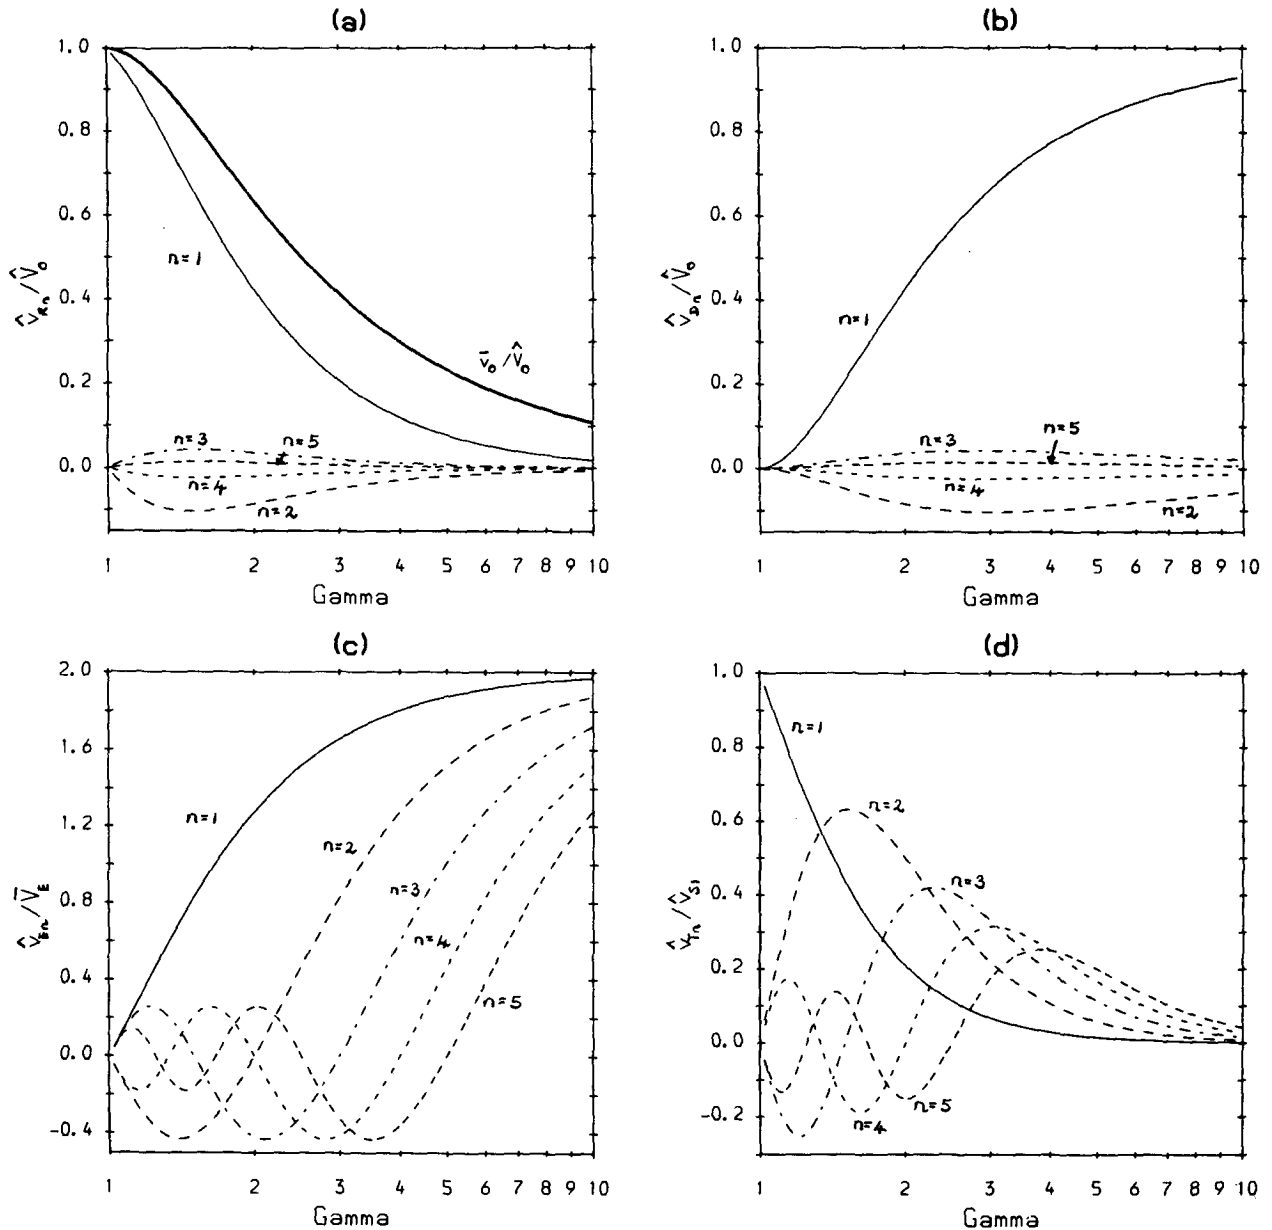 (a)
1.0
0.8
0.6
0.4
0.2
0.0
V̂Rn/V̂o
n=1
v̄o/V̂o
n=3
n=5
n=4
n=2
1 2 3 4 5 6 7 8 9 10
Gamma
(b)
1.0
0.8
0.6
0.4
0.2
0.0
V̂Dn/V̂o
n=1
n=3
n=5
n=4
n=2
1 2 3 4 5 6 7 8 9 10
Gamma
(c)
2.0
1.6
1.2
0.8
0.4
0.0
-0.4
V̂En/V̄E
n=1
n=2
n=3
n=4
n=5
1 2 3 4 5 6 7 8 9 10
Gamma
(d)
1.0
0.8
0.6
0.4
0.2
0.0
-0.2
V̂Tn/V̂S1
n=1
n=2
n=3
n=4
n=5
1 2 3 4 5 6 7 8 9 10
Gamma